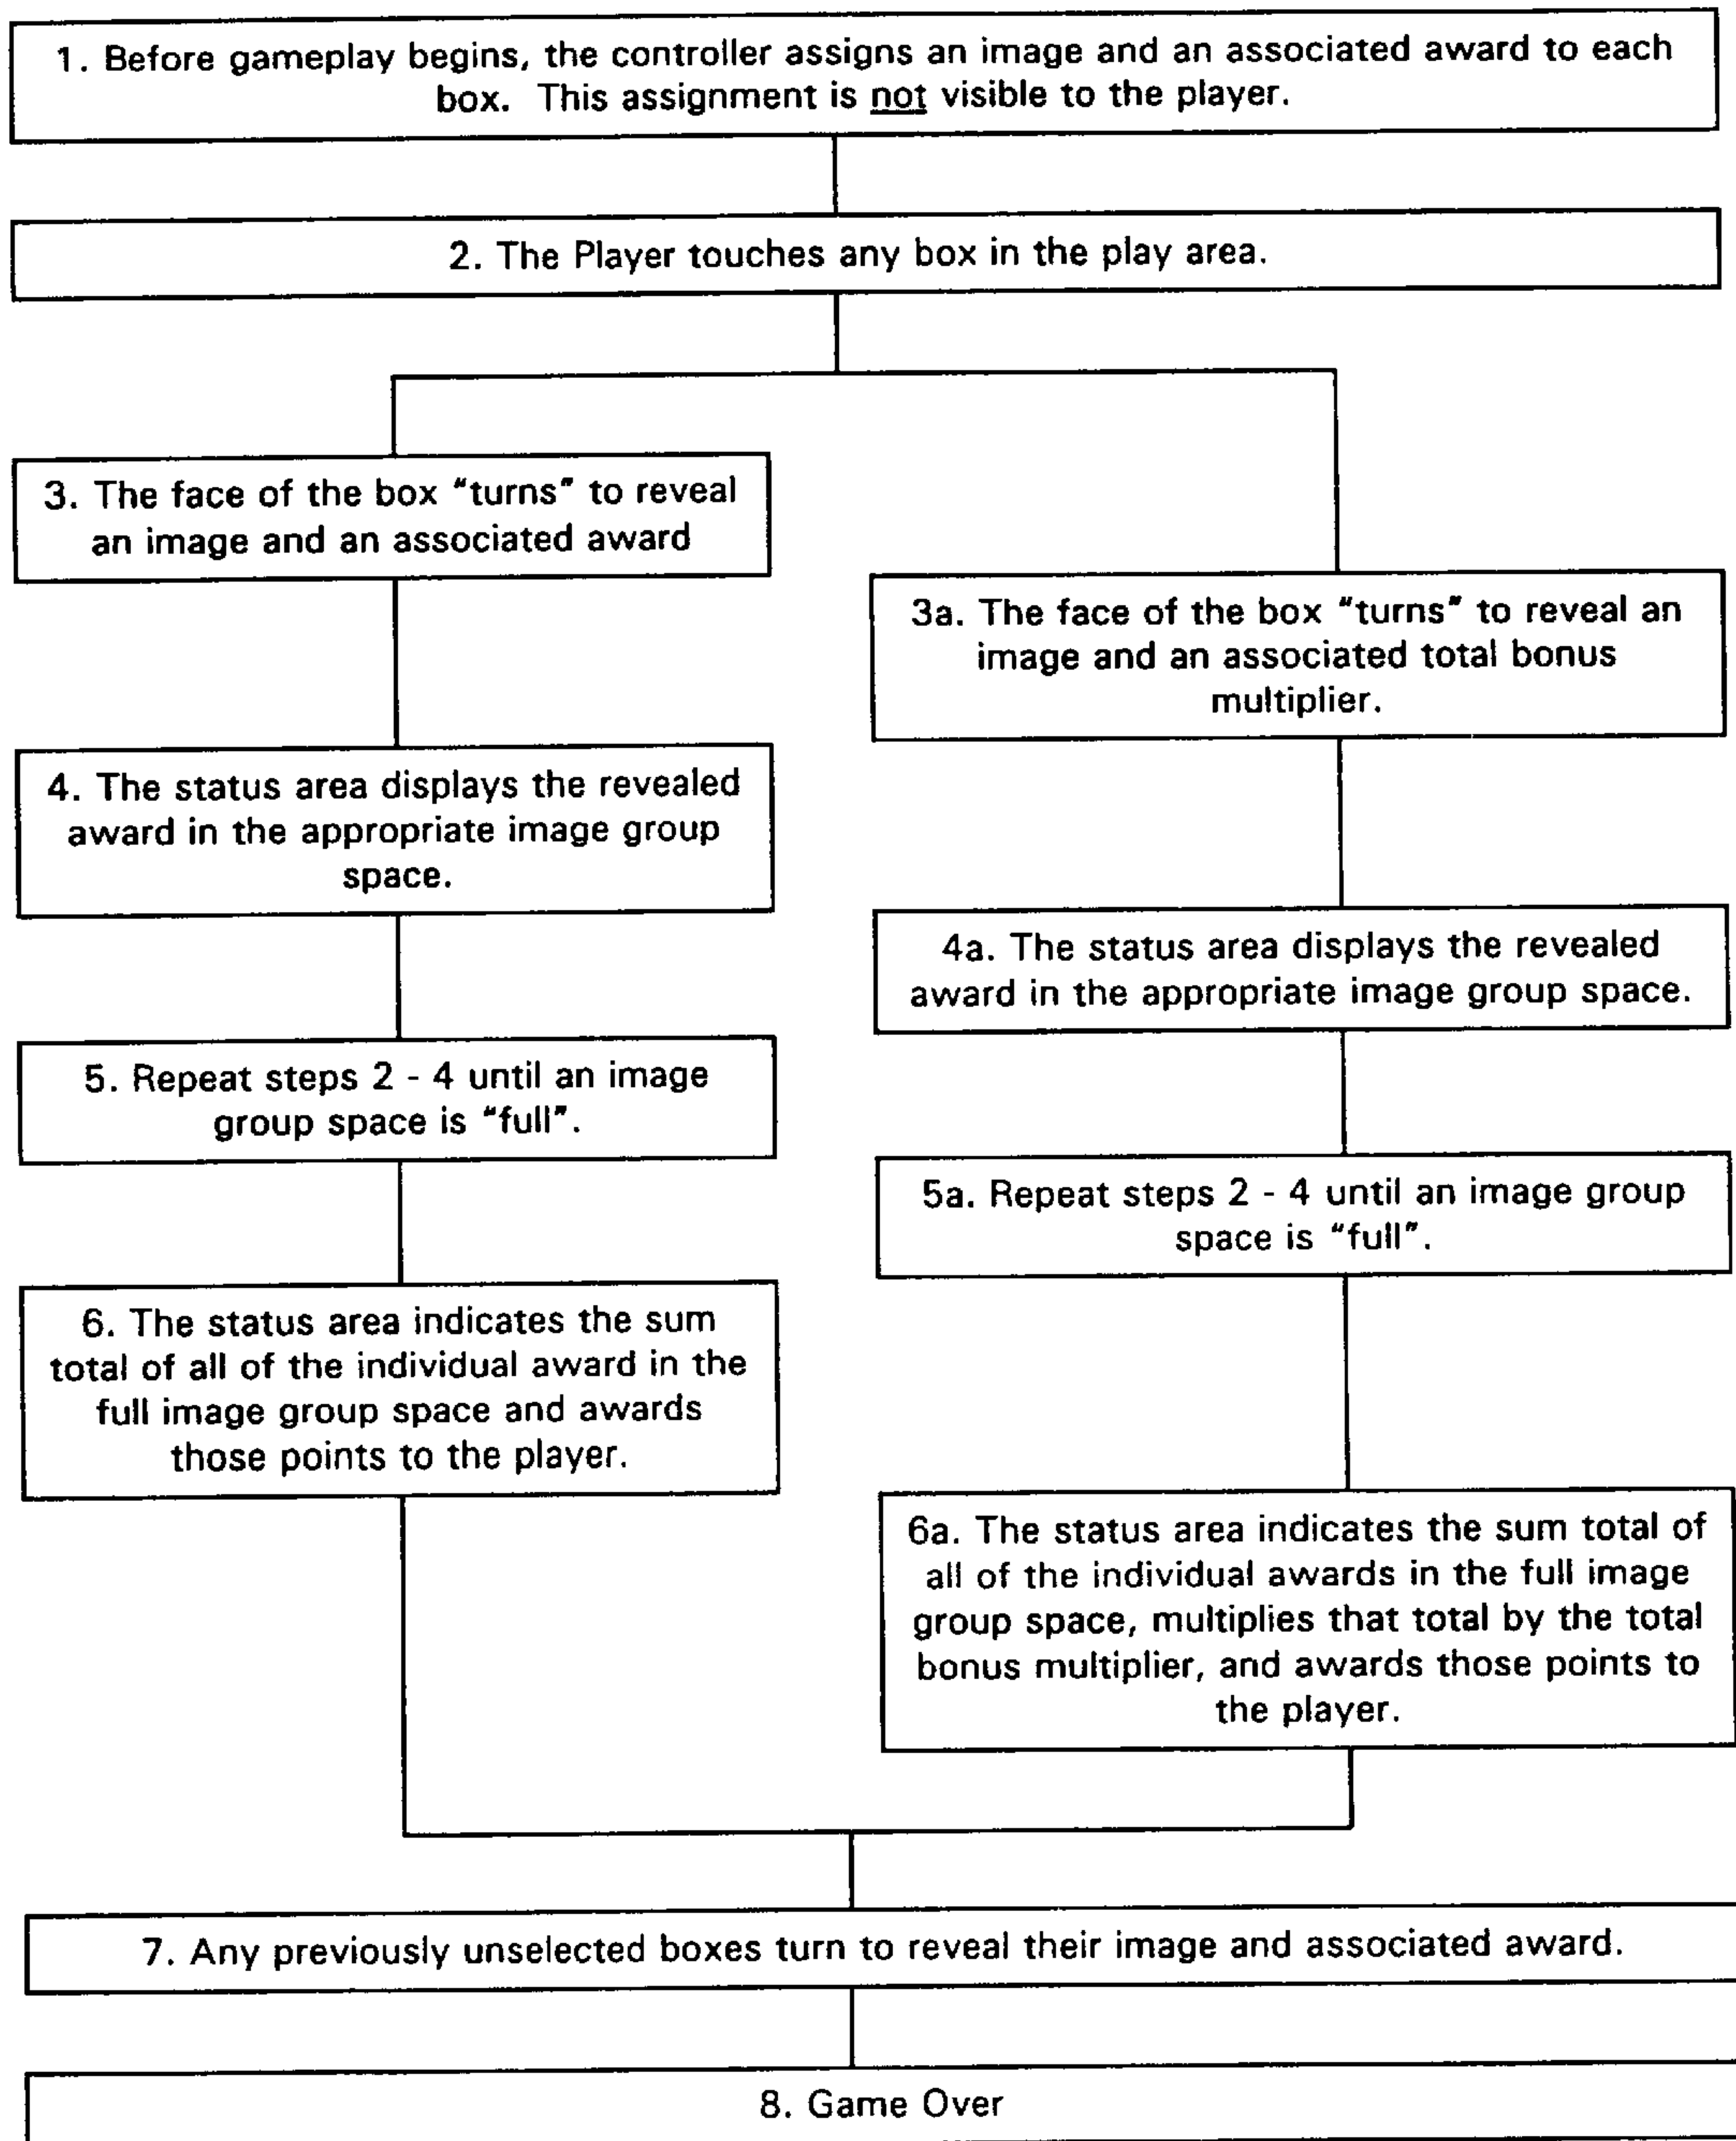 1. Before gameplay begins, the controller assigns an image and an associated award to each
box. This assignment is not visible to the player.
2. The Player touches any box in the play area.
3. The face of the box "turns" to reveal
an image and an associated award
3a. The face of the box "turns" to reveal an
image and an associated total bonus
multiplier.
4. The status area displays the revealed
award in the appropriate image group
space.
4a. The status area displays the revealed
award in the appropriate image group space.
5. Repeat steps 2 - 4 until an image
group space is "full".
5a. Repeat steps 2 - 4 until an image group
space is "full".
6. The status area indicates the sum
total of all of the individual award in the
full image group space and awards
those points to the player.
6a. The status area indicates the sum total of
all of the individual awards in the full image
group space, multiplies that total by the total
bonus multiplier, and awards those points to
the player.
7. Any previously unselected boxes turn to reveal their image and associated award.
8. Game Over